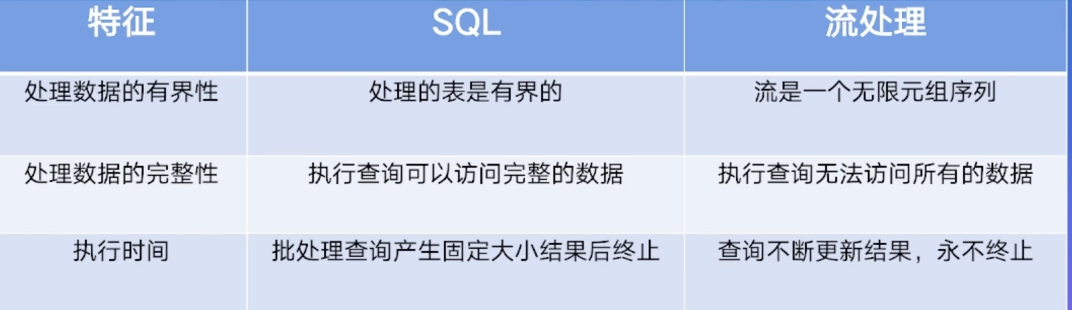 特征 SQL 流处理
处理数据的有界性 处理的表是有界的 流是一个无限元组序列
处理数据的完整性 执行查询可以访问完整的数据 执行查询无法访问所有的数据
执行时间 批处理查询产生固定大小结果后终止 查询不断更新结果，永不终止